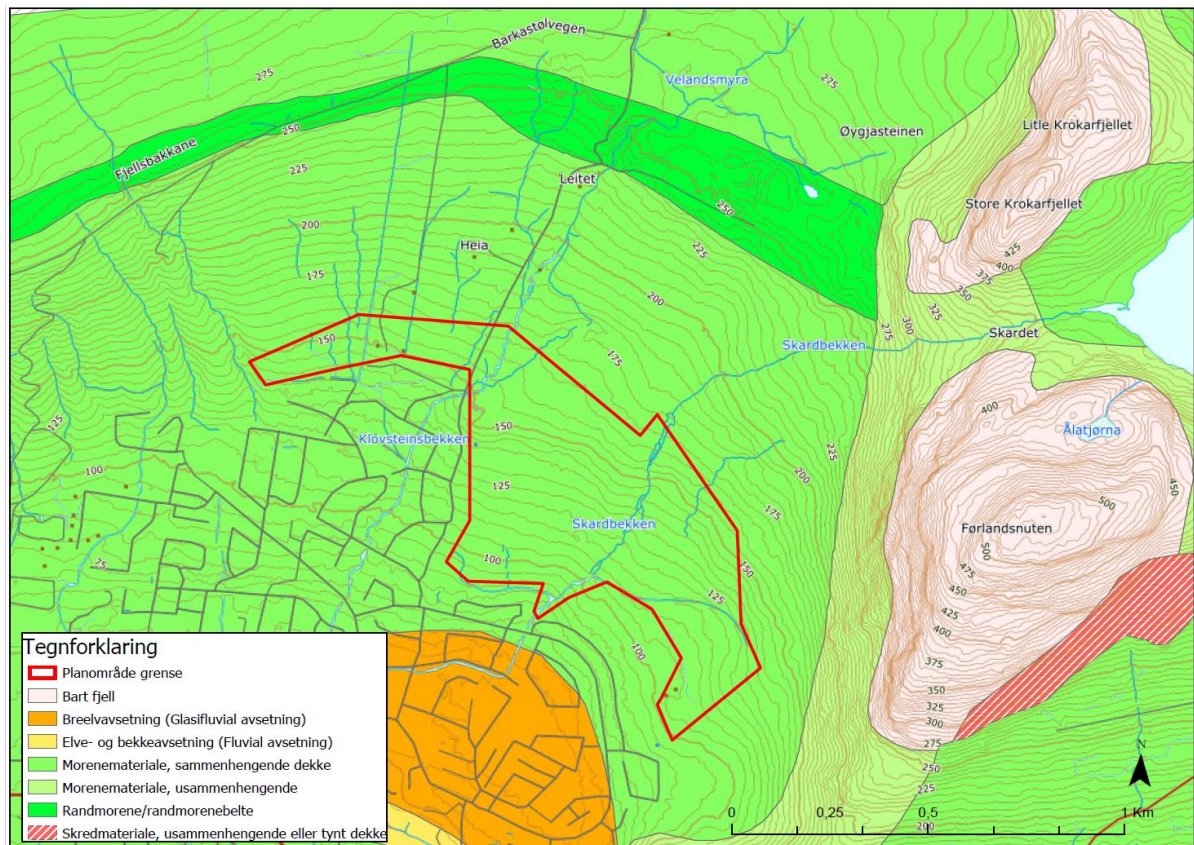 Barkastølvegen
275
Velandsmyra
275
Øygjasteinen
Litle Krokarfjellet
250
Fjellsbakkane
225
Leitet
Store Krokarfjellet
250
200
Heia
225
425
400
375
350
175
200
275
300
325
Skardet
Skardbekken
150
175
400
125
Klovsteinsbekken
150
Ålatjørna
225
100
125
200
450
175
500
Skardbekken
Førlandsnuten
500
75
100
150
475
450
125
425
400
100
375
350
325
300
275
250
225
200
Tegnforklaring
Planområde grense
Bart fjell
Breelvavsetning (Glasifluvial avsetning)
Elve- og bekkeavsetning (Fluvial avsetning)
Morenemateriale, sammenhengende dekke
Morenemateriale, usammenhengende
Randmorene/randmorenebelte
Skredmateriale, usammenhengende eller tynt dekke
N
0 0,25 0,5 1 Km